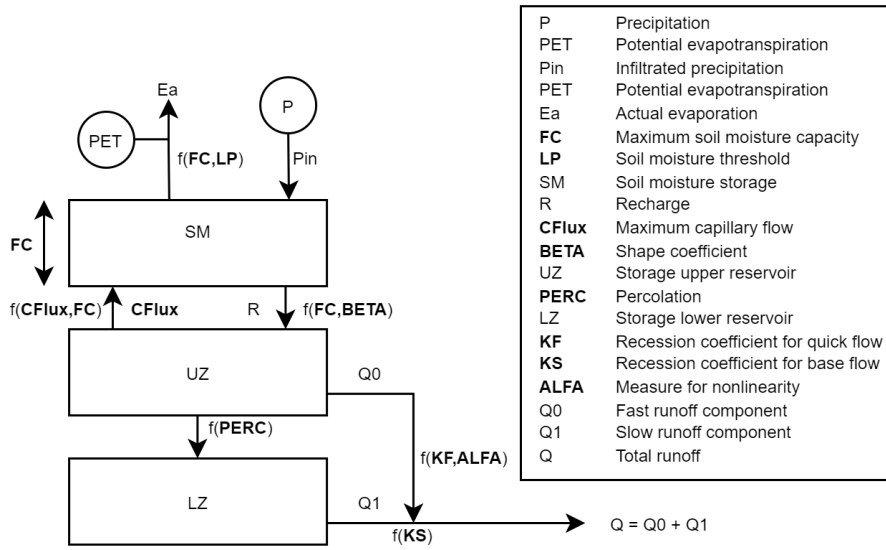 Ea
P
PET
f(FC,LP)
Pin
SM
FC
f(CFlux,FC)
CFlux
R
f(FC,BETA)
UZ
Q0
f(PERC)
f(KF,ALFA)
LZ
Q1
f(KS)
Q = Q0 + Q1
P Precipitation
PET Potential evapotranspiration
Pin Infiltrated precipitation
PET Potential evapotranspiration
Ea Actual evaporation
FC Maximum soil moisture capacity
LP Soil moisture threshold
SM Soil moisture storage
R Recharge
CFlux Maximum capillary flow
BETA Shape coefficient
UZ Storage upper reservoir
PERC Percolation
LZ Storage lower reservoir
KF Recession coefficient for quick flow
KS Recession coefficient for base flow
ALFA Measure for nonlinearity
Q0 Fast runoff component
Q1 Slow runoff component
Q Total runoff